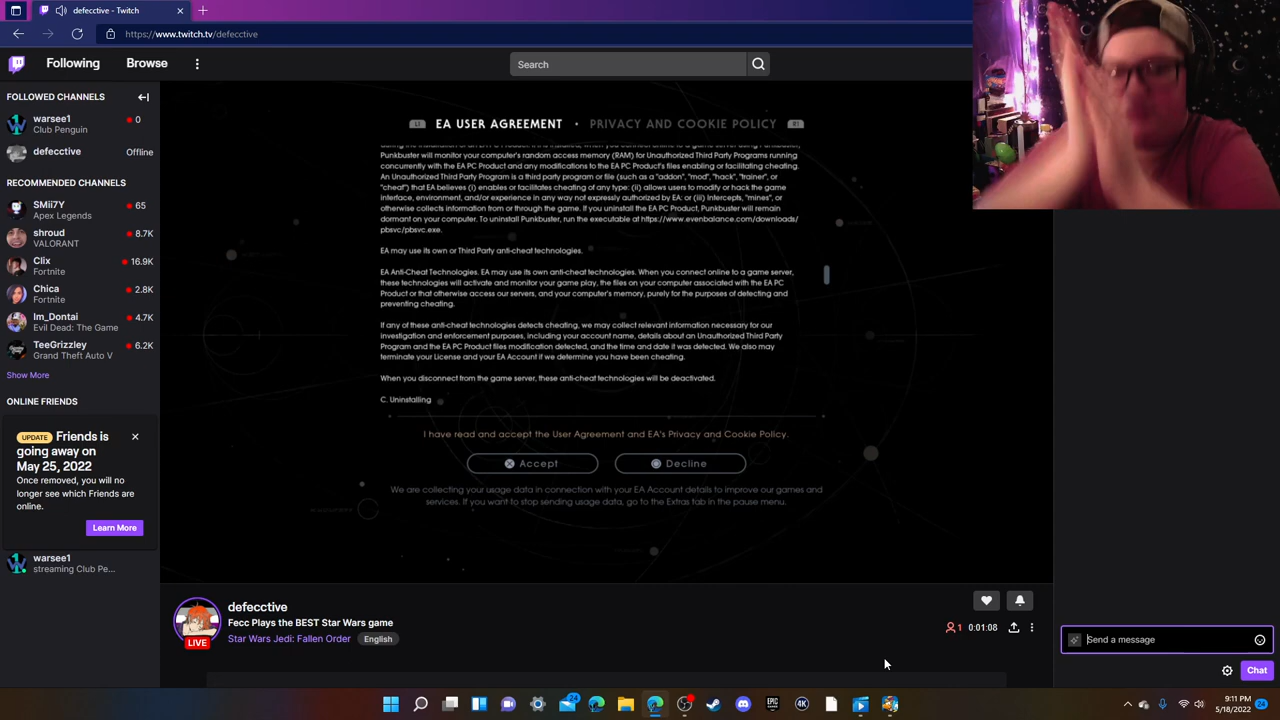 defecctive - Twitch
https://www.twitch.tv/defecctive
Following
Browse
Search
FOLLOWED CHANNELS
warsee1
0
Club Penguin
defecctive
Offline
RECOMMENDED CHANNELS
SMii7Y
65
Apex Legends
shroud
8.7K
VALORANT
Clix
16.9K
Fortnite
Chica
2.8K
Fortnite
Im_Dontai
4.7K
Evil Dead: The Game
TeeGrizzley
6.2K
Grand Theft Auto V
Show More
ONLINE FRIENDS
UPDATE Friends is
going away on
May 25, 2022
Once removed, you will no
longer see which Friends are
online.
Learn More
warsee1
streaming Club Pe...
L1 EA USER AGREEMENT • PRIVACY AND COOKIE POLICY R1
Punkbuster will monitor your computer's random access memory (RAM) for Unauthorized Third Party Programs running
concurrently with the EA PC Product and any modifications to the EA PC Product's files enabling or facilitating cheating.
An Unauthorized Third Party Program is a third party program or file (such as a "addon", "mod", "hack", "trainer", or
"cheat") that EA believes (i) enables or facilitates cheating of any type: (ii) allows users to modify or hack the game
interface, environment, and/or experience in any way not expressly authorized by EA: or (iii) intercepts, "mines", or
otherwise collects information from or through the game. If you uninstall the EA PC Product, Punkbuster will remain
dormant on your computer. To uninstall Punkbuster, run the executable at https://www.evenbalance.com/downloads/
pbsvc/pbsvc.exe.
EA may use its own or Third Party anti-cheat technologies.
EA Anti-Cheat Technologies. EA may use its own anti-cheat technologies. When you connect online to a game server,
these technologies will activate and monitor your game play, the files on your computer associated with the EA PC
Product or that otherwise access our servers, and your computer's memory, purely for the purposes of detecting and
preventing cheating.
If any of these anti-cheat technologies detects cheating, we may collect relevant information necessary for our
investigation and enforcement purposes, including your account name, details about an Unauthorized Third Party
Program and the EA PC Product files modification detected, and the time and date it was detected. We also may
terminate your License and your EA Account if we determine you have been cheating.
When you disconnect from the game server, these anti-cheat technologies will be deactivated.
C. Uninstalling
I have read and accept the User Agreement and EA's Privacy and Cookie Policy.
Accept
Decline
We are collecting your usage data in connection with your EA Account details to improve our games and
services. If you want to stop sending usage data, go to the Extras tab in the pause menu.
LIVE
defecctive
Fecc Plays the BEST Star Wars game
Star Wars Jedi: Fallen Order
English
1
0:01:08
Send a message
Chat
24
EPIC GAMES
4K
9:11 PM
5/18/2022
24